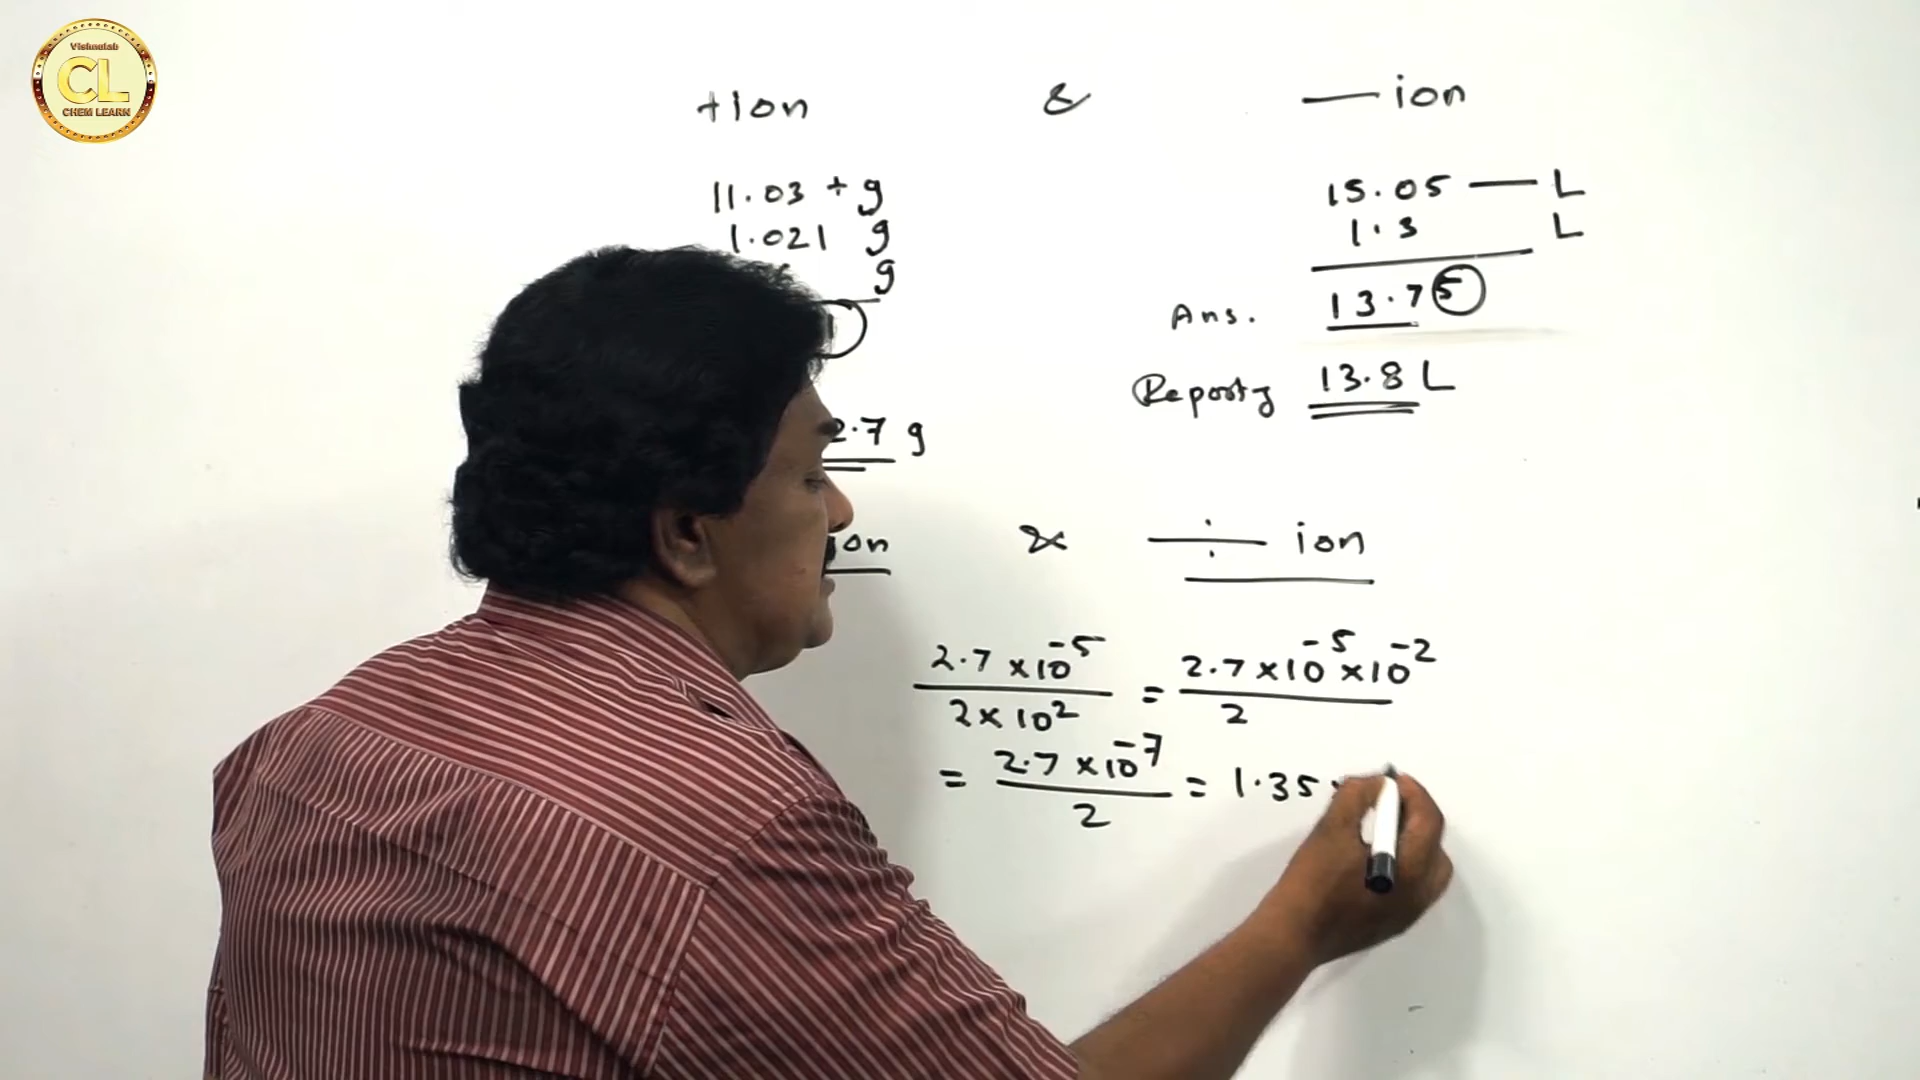 Vishnolab
CL
CHEM LEARN
+ion & — ion
11.03 + g
1.021 g
g
15.05 — L
1.3 L
Ans. 13.75
Reportg 13.8 L
2.7 g
ion & ÷ ion
2.7 ×10⁻⁵ / 2×10² = 2.7 ×10⁻⁵×10⁻² / 2
= 2.7 ×10⁻⁷ / 2 = 1.35